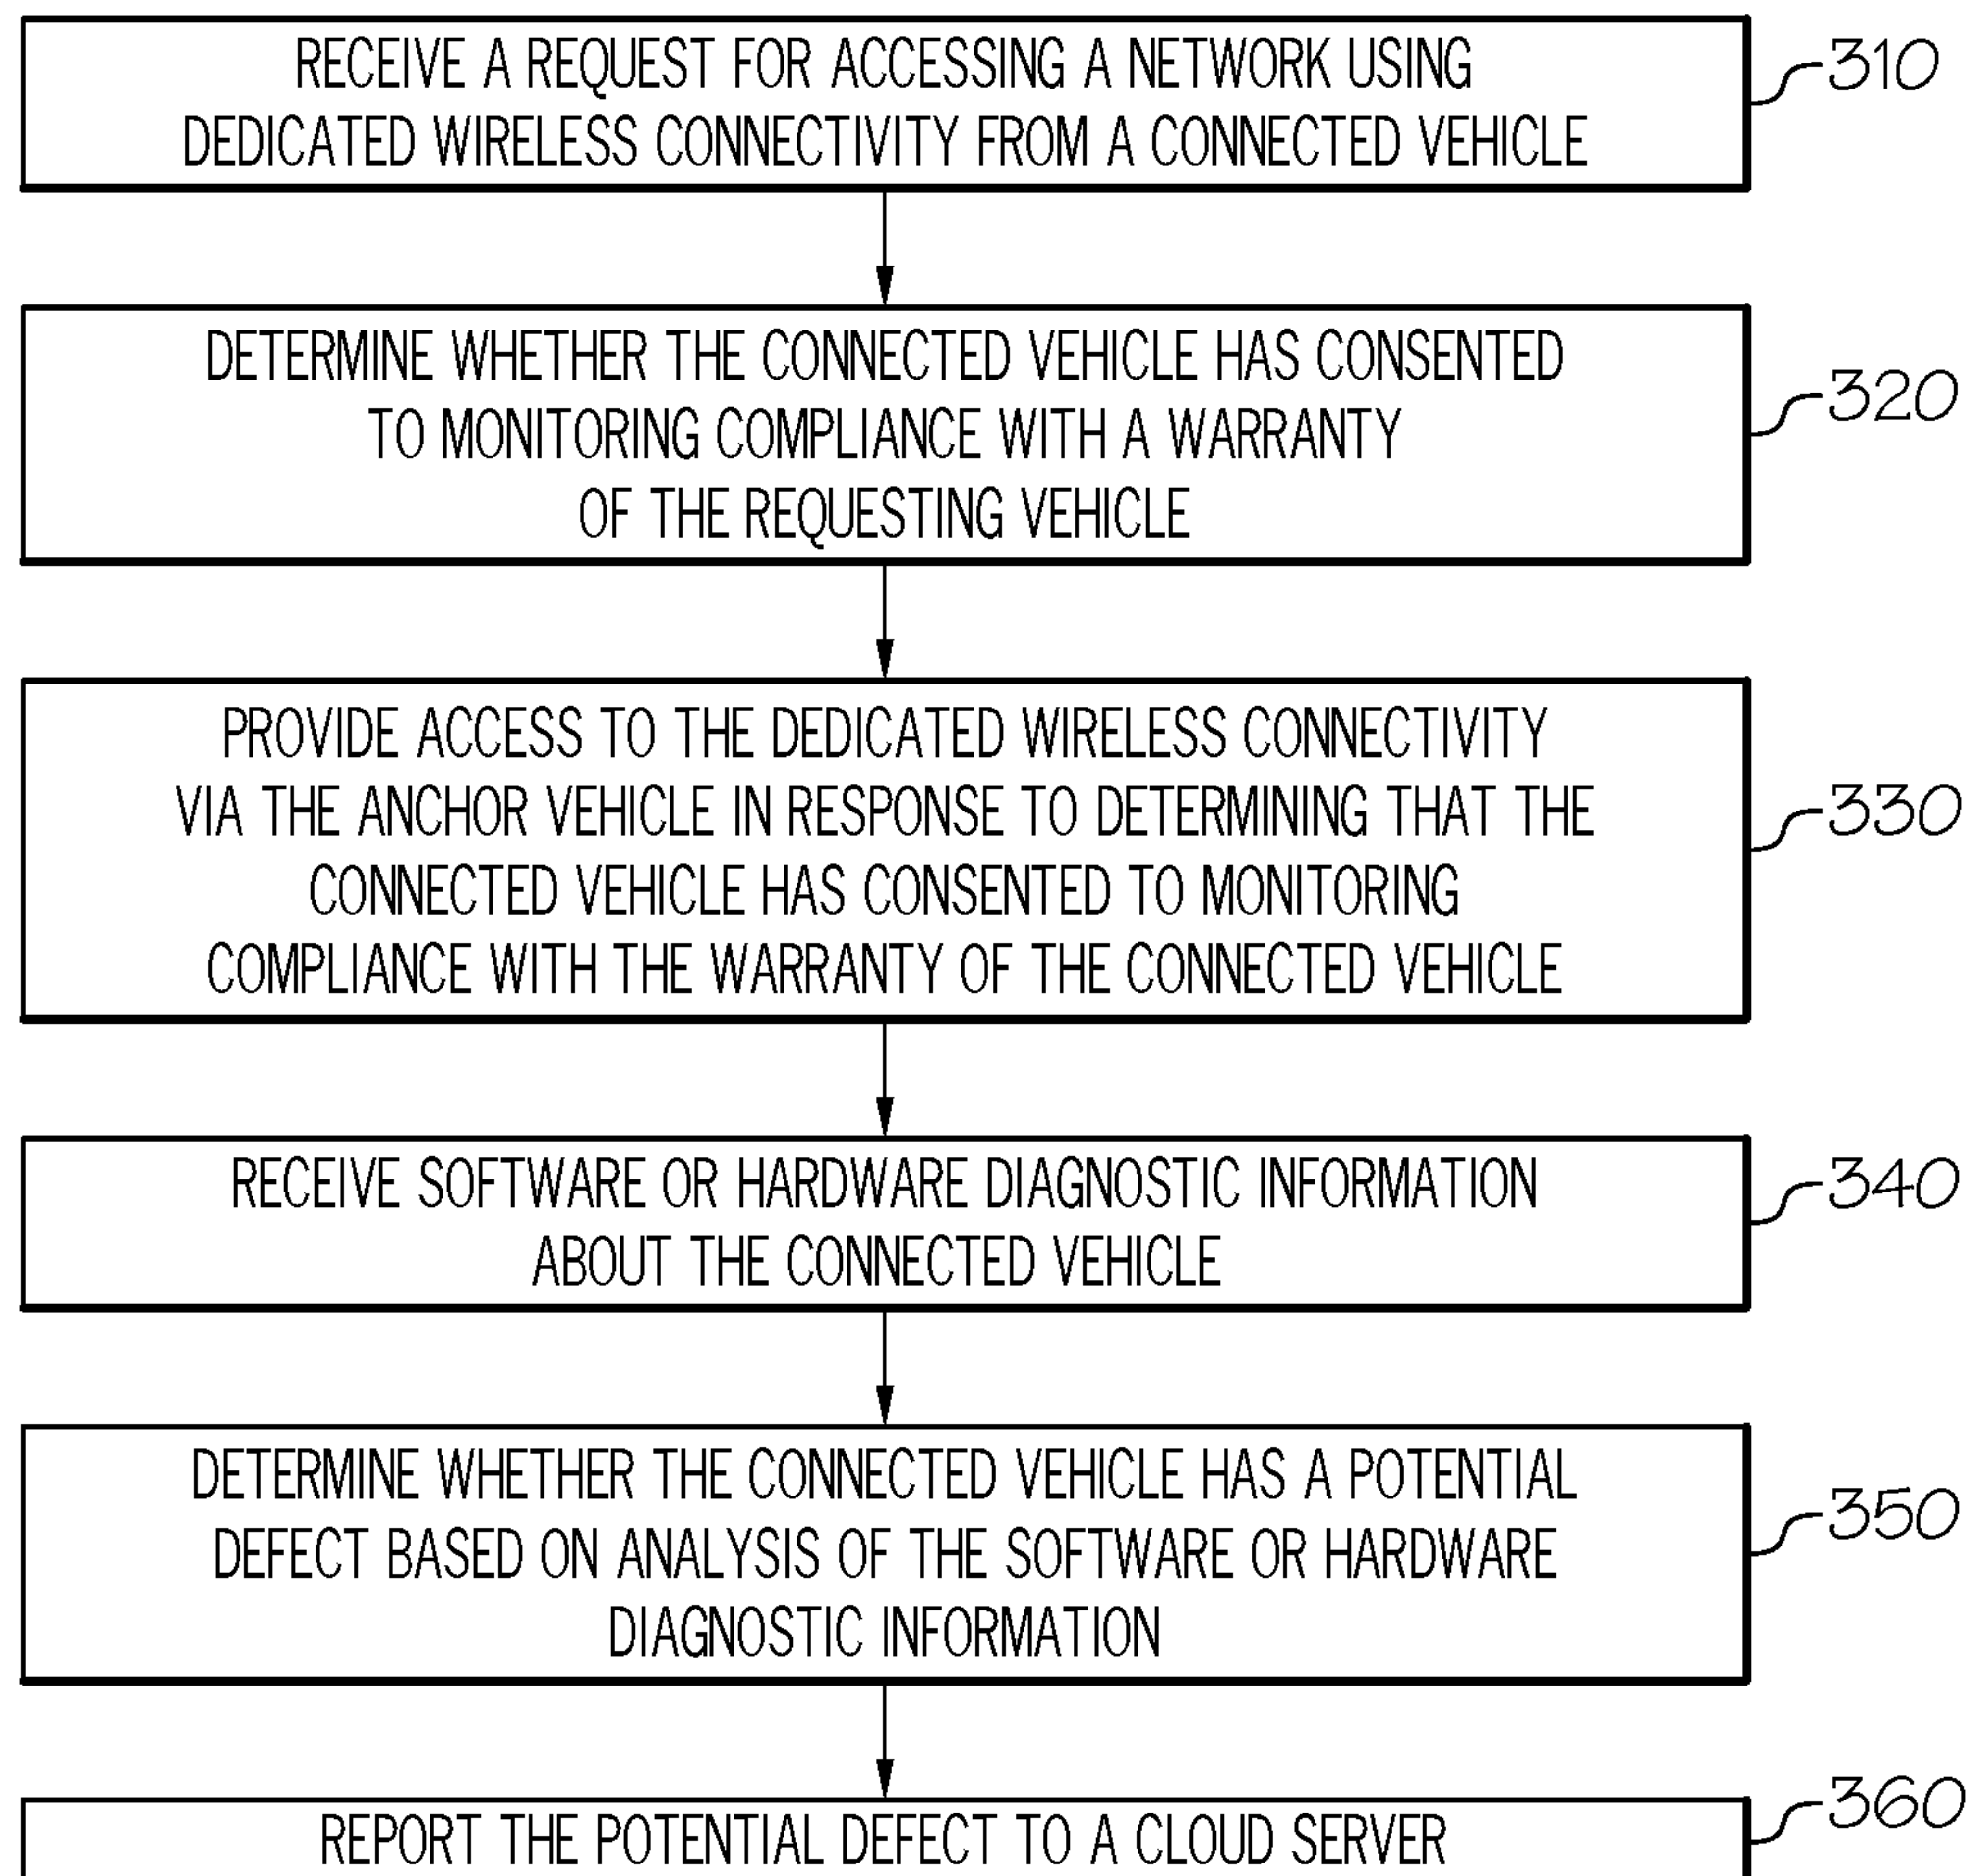 RECEIVE A REQUEST FOR ACCESSING A NETWORK USING
DEDICATED WIRELESS CONNECTIVITY FROM A CONNECTED VEHICLE
310
DETERMINE WHETHER THE CONNECTED VEHICLE HAS CONSENTED
TO MONITORING COMPLIANCE WITH A WARRANTY
OF THE REQUESTING VEHICLE
320
PROVIDE ACCESS TO THE DEDICATED WIRELESS CONNECTIVITY
VIA THE ANCHOR VEHICLE IN RESPONSE TO DETERMINING THAT THE
CONNECTED VEHICLE HAS CONSENTED TO MONITORING
COMPLIANCE WITH THE WARRANTY OF THE CONNECTED VEHICLE
330
RECEIVE SOFTWARE OR HARDWARE DIAGNOSTIC INFORMATION
ABOUT THE CONNECTED VEHICLE
340
DETERMINE WHETHER THE CONNECTED VEHICLE HAS A POTENTIAL
DEFECT BASED ON ANALYSIS OF THE SOFTWARE OR HARDWARE
DIAGNOSTIC INFORMATION
350
REPORT THE POTENTIAL DEFECT TO A CLOUD SERVER
360